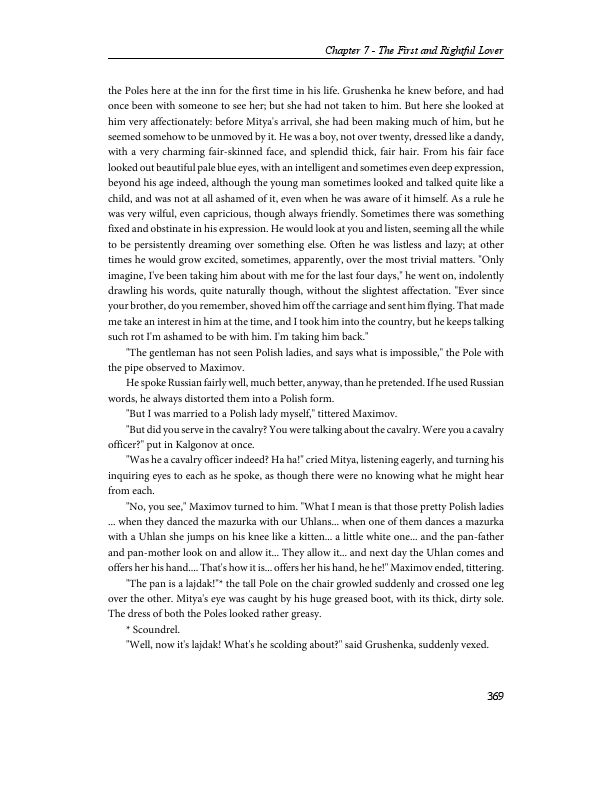 Chapter 7 - The First and Rightful Lover
the Poles here at the inn for the first time in his life. Grushenka he knew before, and had
once been with someone to see her; but she had not taken to him. But here she looked at
him very affectionately: before Mitya's arrival, she had been making much of him, but he
seemed somehow to be unmoved by it. He was a boy, not over twenty, dressed like a dandy,
with a very charming fair-skinned face, and splendid thick, fair hair. From his fair face
looked out beautiful pale blue eyes, with an intelligent and sometimes even deep expression,
beyond his age indeed, although the young man sometimes looked and talked quite like a
child, and was not at all ashamed of it, even when he was aware of it himself. As a rule he
was very wilful, even capricious, though always friendly. Sometimes there was something
fixed and obstinate in his expression. He would look at you and listen, seeming all the while
to be persistently dreaming over something else. Often he was listless and lazy; at other
times he would grow excited, sometimes, apparently, over the most trivial matters. "Only
imagine, I've been taking him about with me for the last four days," he went on, indolently
drawling his words, quite naturally though, without the slightest affectation. "Ever since
your brother, do you remember, shoved him off the carriage and sent him flying. That made
me take an interest in him at the time, and I took him into the country, but he keeps talking
such rot I'm ashamed to be with him. I'm taking him back."
"The gentleman has not seen Polish ladies, and says what is impossible," the Pole with
the pipe observed to Maximov.
He spoke Russian fairly well, much better, anyway, than he pretended. If he used Russian
words, he always distorted them into a Polish form.
"But I was married to a Polish lady myself," tittered Maximov.
"But did you serve in the cavalry? You were talking about the cavalry. Were you a cavalry
officer?" put in Kalgonov at once.
"Was he a cavalry officer indeed? Ha ha!" cried Mitya, listening eagerly, and turning his
inquiring eyes to each as he spoke, as though there were no knowing what he might hear
from each.
"No, you see," Maximov turned to him. "What I mean is that those pretty Polish ladies
... when they danced the mazurka with our Uhlans... when one of them dances a mazurka
with a Uhlan she jumps on his knee like a kitten... a little white one... and the pan-father
and pan-mother look on and allow it... They allow it... and next day the Uhlan comes and
offers her his hand.... That's how it is... offers her his hand, he he!" Maximov ended, tittering.
"The pan is a lajdak!"* the tall Pole on the chair growled suddenly and crossed one leg
over the other. Mitya's eye was caught by his huge greased boot, with its thick, dirty sole.
The dress of both the Poles looked rather greasy.
* Scoundrel.
"Well, now it's lajdak! What's he scolding about?" said Grushenka, suddenly vexed.
369